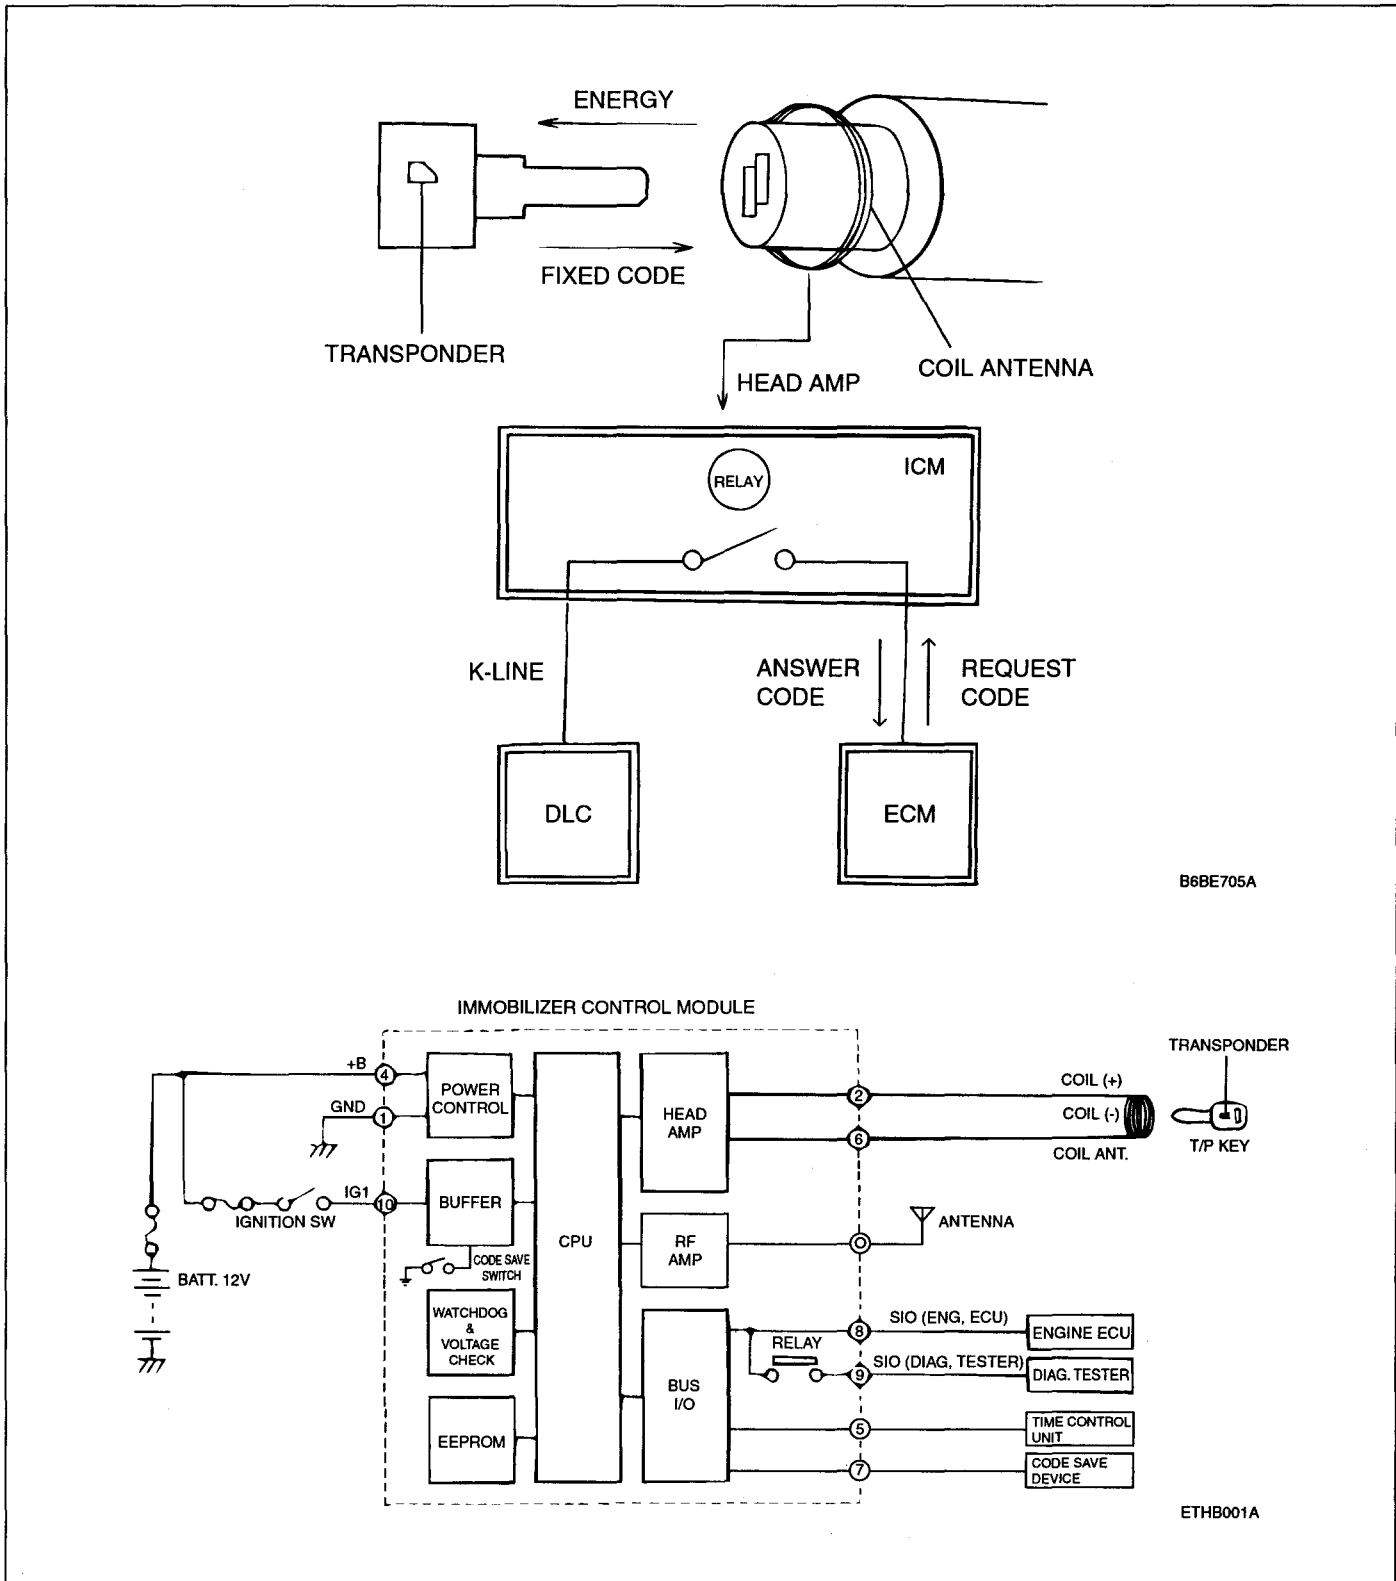 ENERGY
FIXED CODE
TRANSPONDER
COIL ANTENNA
HEAD AMP
ICM
RELAY
K-LINE
ANSWER
CODE
REQUEST
CODE
DLC
ECM
B6BE705A
IMMOBILIZER CONTROL MODULE
+B
4
GND
1
POWER
CONTROL
IG1
10
IGNITION SW
BUFFER
CODE SAVE
SWITCH
BATT. 12V
WATCHDOG
&
VOLTAGE
CHECK
EEPROM
CPU
HEAD
AMP
RF
AMP
BUS
I/O
RELAY
2
6
8
9
5
7
COIL (+)
COIL (-)
COIL ANT.
TRANSPONDER
T/P KEY
ANTENNA
SIO (ENG, ECU)
ENGINE ECU
SIO (DIAG, TESTER)
DIAG. TESTER
TIME CONTROL
UNIT
CODE SAVE
DEVICE
ETHB001A